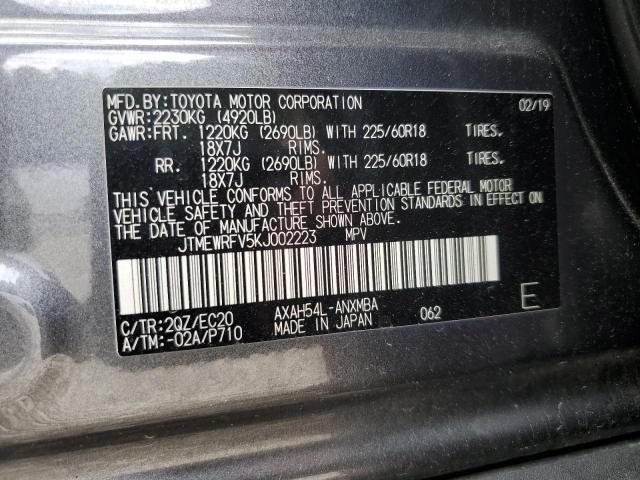 MFD.BY:TOYOTA MOTOR CORPORATION 02/19
GVWR:2230KG (4920LB)
GAWR:FRT. 1220KG (2690LB) WITH 225/60R18 TIRES.
18X7J RIMS.
RR. 1220KG (2690LB) WITH 225/60R18 TIRES.
18X7J RIMS.
THIS VEHICLE CONFORMS TO ALL APPLICABLE FEDERAL MOTOR
VEHICLE SAFETY AND THEFT PREVENTION STANDARDS IN EFFECT ON
THE DATE OF MANUFACTURE SHOWN ABOVE.
JTMEWRFV5KJ002223 MPV
C/TR:2QZ/EC20 AXAH54L-ANXMBA 062 E
A/TM:-02A/P710 MADE IN JAPAN